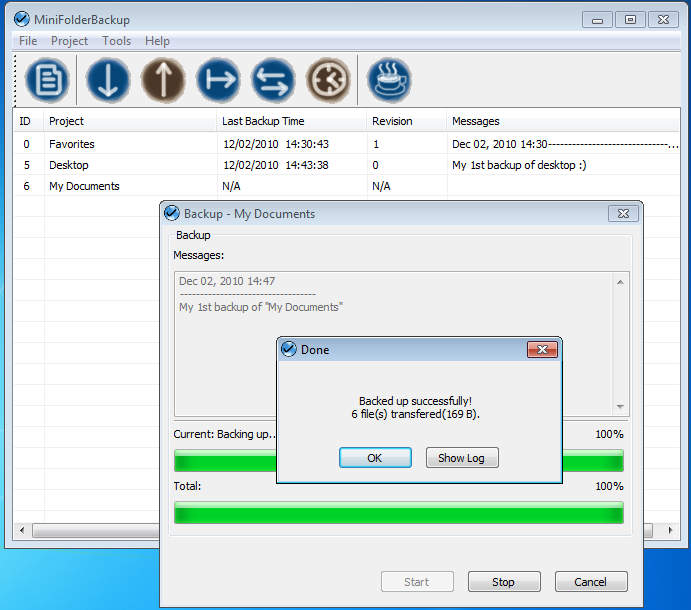 MiniFolderBackup
File Project Tools Help
ID Project Last Backup Time Revision Messages
0 Favorites 12/02/2010 14:30:43 1 Dec 02, 2010 14:30------------------------------...
5 Desktop 12/02/2010 14:43:38 0 My 1st backup of desktop :)
6 My Documents N/A N/A
Backup - My Documents
Backup
Messages:
Dec 02, 2010 14:47
----------------------------------
My 1st backup of "My Documents"
Done
Backed up successfully!
6 file(s) transfered(169 B).
OK Show Log
Current: Backing up.. 100%
Total: 100%
Start Stop Cancel